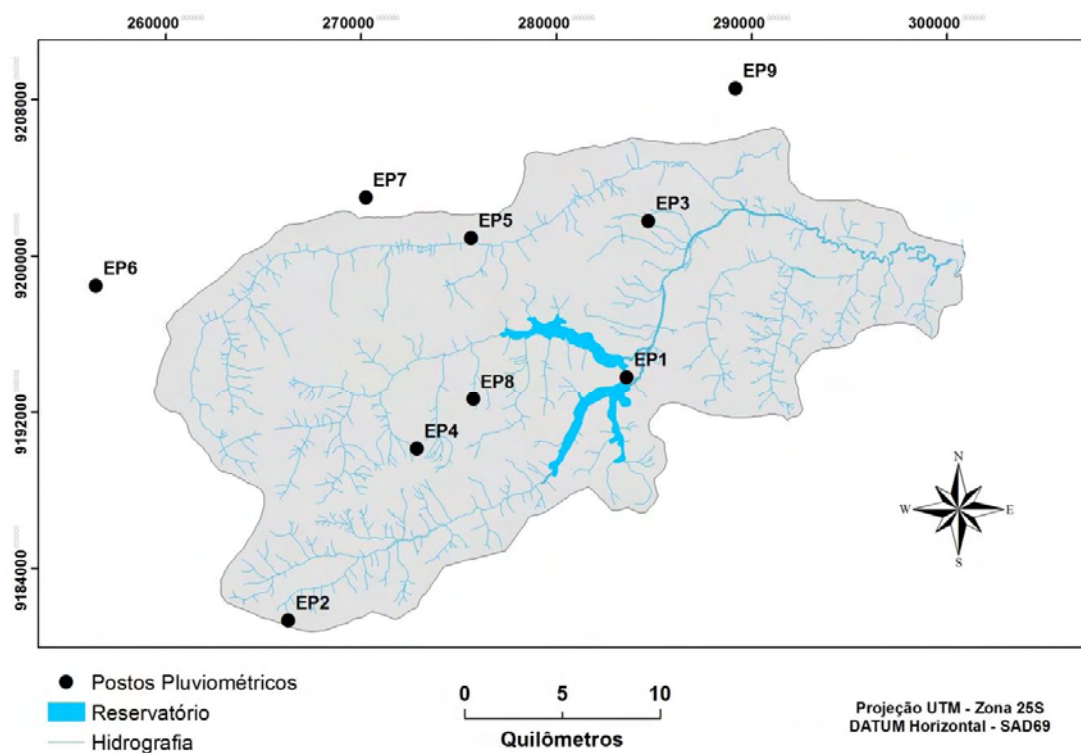 260000 270000 280000 290000 300000
9208000
9200000
9192000
9184000
EP9
EP7
EP3
EP5
EP6
EP1
EP8
EP4
EP2
N
W E
S
Postos Pluviométricos
Reservatório
Hidrografia
0 5 10
Quilômetros
Projeção UTM - Zona 25S
DATUM Horizontal - SAD69